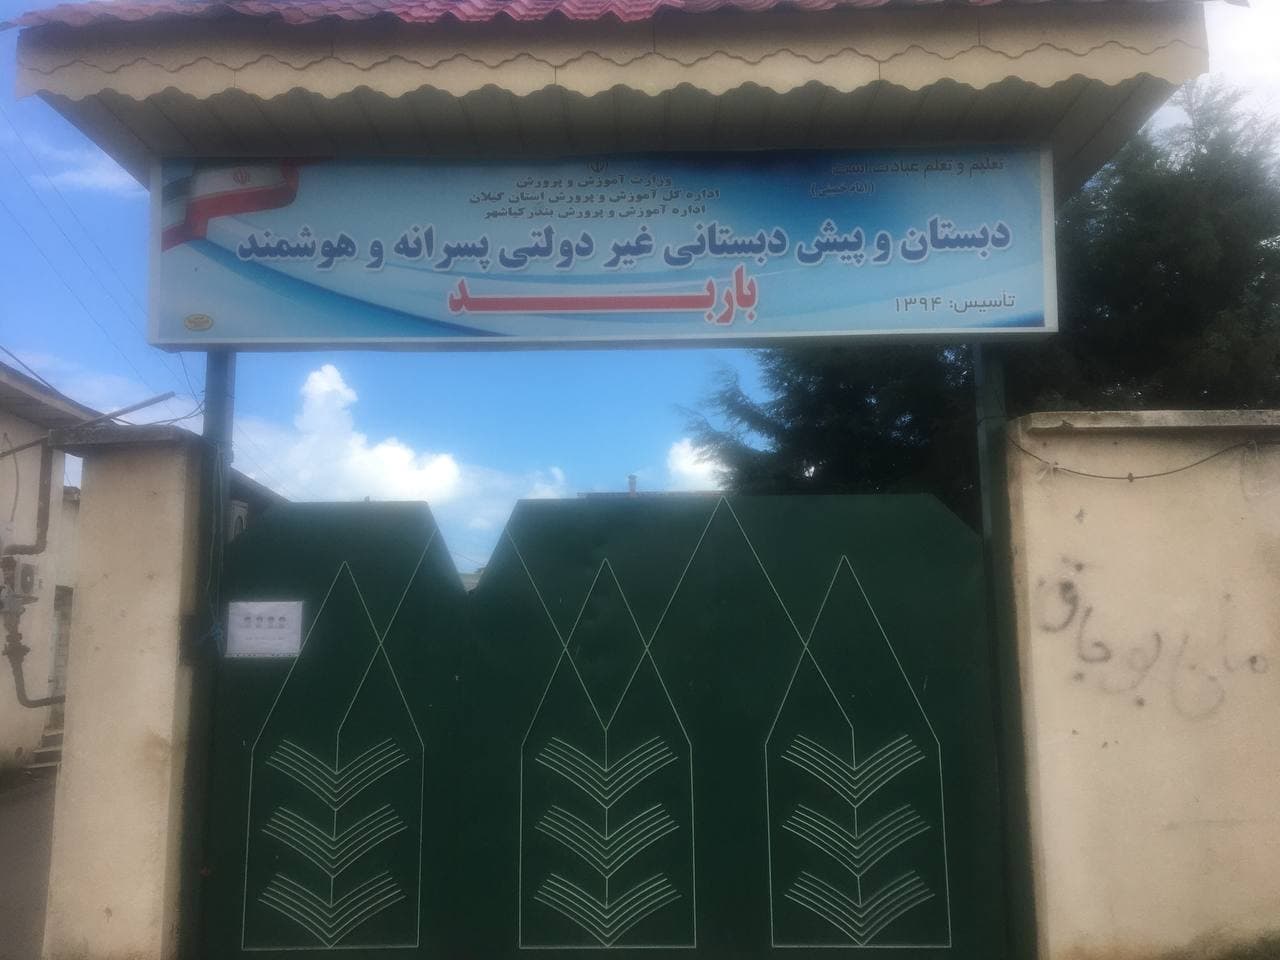 تعلیم و تعلم عبادت است
((امام خمینی))
وزارت آموزش و پرورش
اداره کل آموزش و پرورش استان گیلان
اداره آموزش و پرورش بندرکیاشهر
دبستان و پیش دبستانی غیر دولتی پسرانه و هوشمند
باربد
تأسیس: ۱۳۹۴